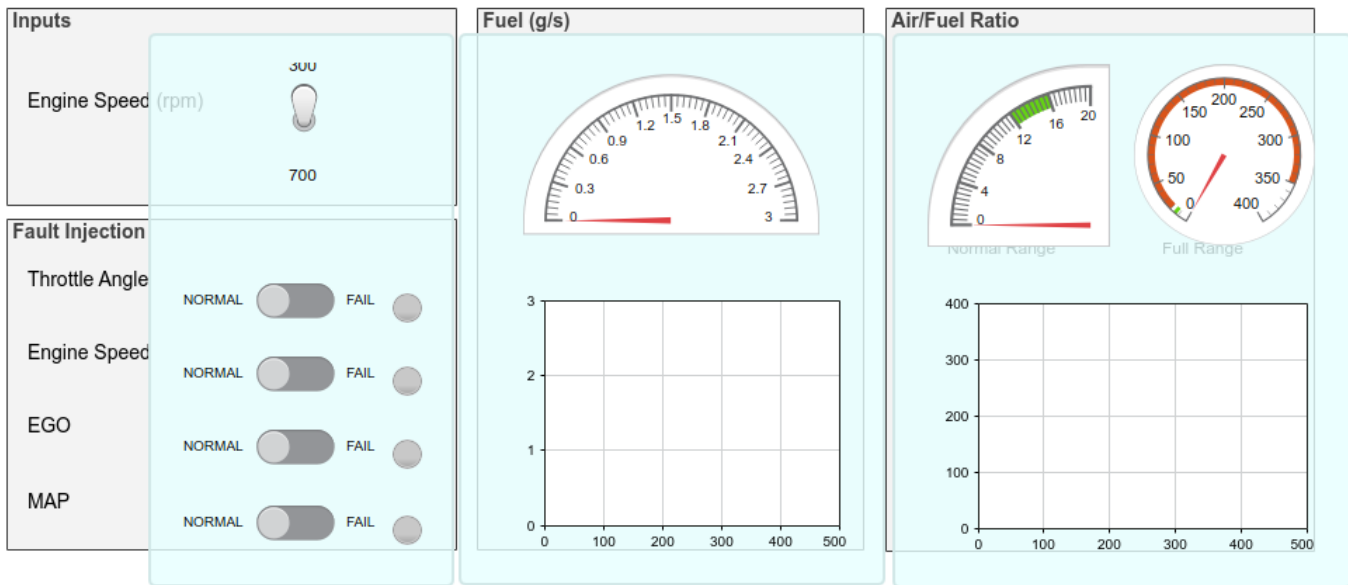 Inputs
300
Engine Speed (rpm)
700
Fault Injection
Throttle Angle
NORMAL FAIL
Engine Speed
NORMAL FAIL
EGO
NORMAL FAIL
MAP
NORMAL FAIL
Fuel (g/s)
0 0.3 0.6 0.9 1.2 1.5 1.8 2.1 2.4 2.7 3
3
2
1
0
0 100 200 300 400 500
Air/Fuel Ratio
0 4 8 12 16 20
Normal Range
0 50 100 150 200 250 300 350 400
Full Range
400
300
200
100
0
0 100 200 300 400 500